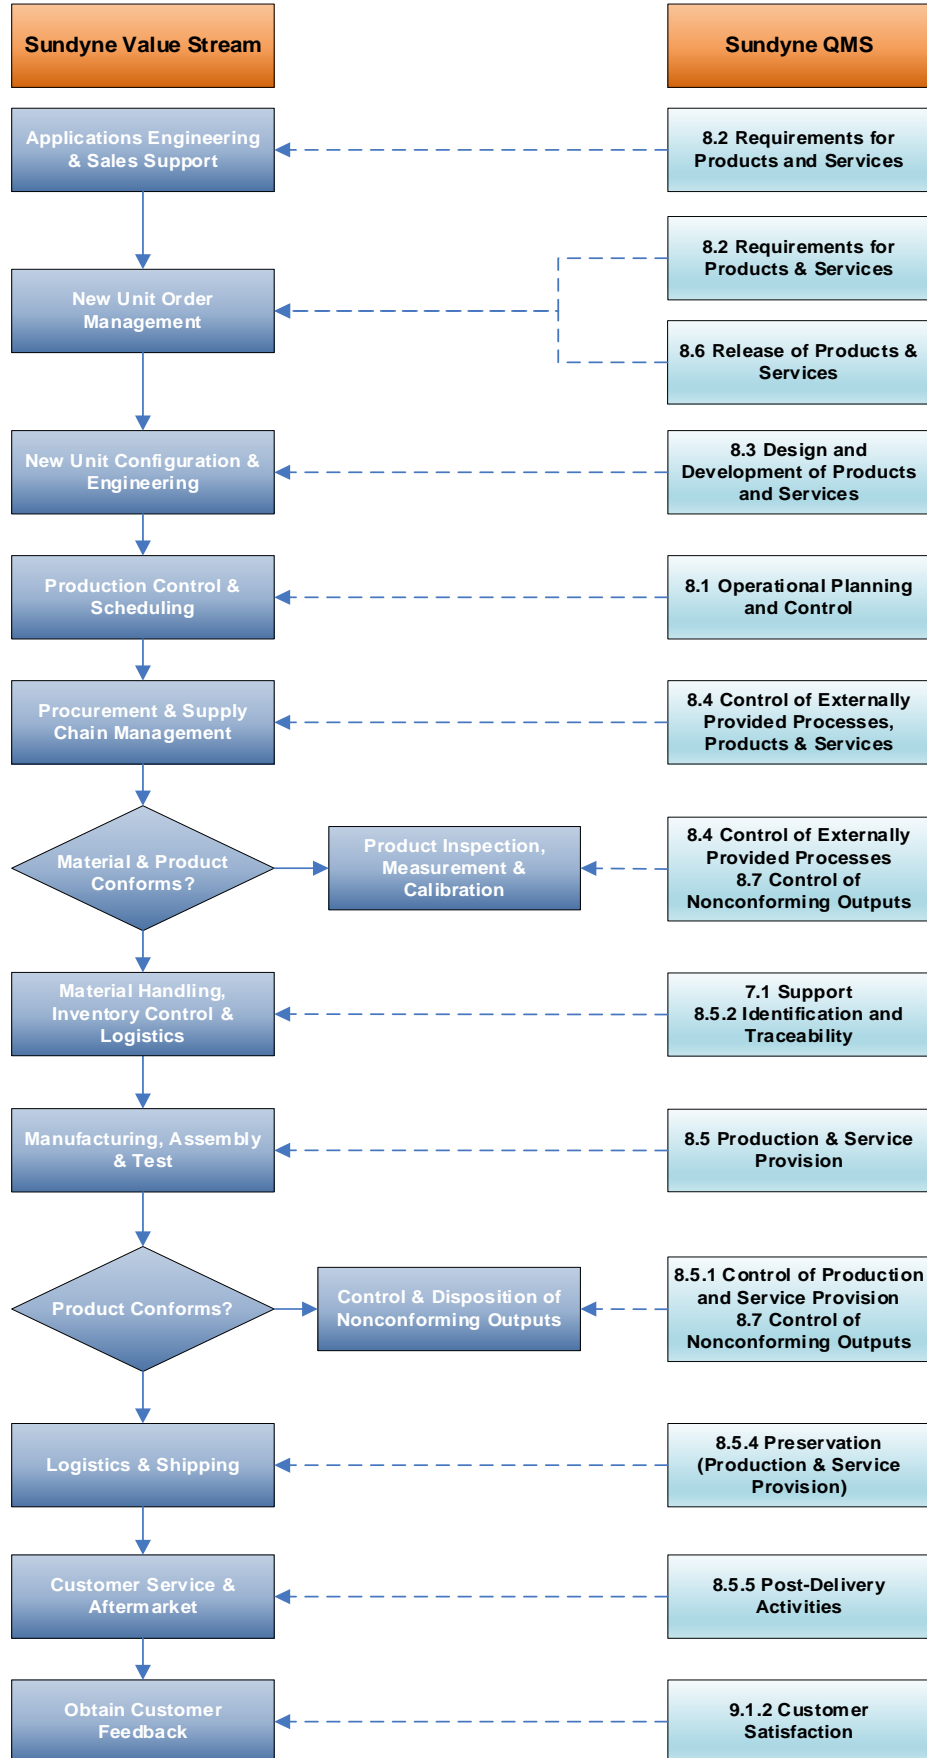 Sundyne Value Stream
Sundyne QMS
Applications Engineering
& Sales Support
8.2 Requirements for
Products and Services
8.2 Requirements for
Products & Services
New Unit Order
Management
8.6 Release of Products &
Services
New Unit Configuration &
Engineering
8.3 Design and
Development of Products
and Services
Production Control &
Scheduling
8.1 Operational Planning
and Control
Procurement & Supply
Chain Management
8.4 Control of Externally
Provided Processes,
Products & Services
Material & Product
Conforms?
Product Inspection,
Measurement &
Calibration
8.4 Control of Externally
Provided Processes
8.7 Control of
Nonconforming Outputs
Material Handling,
Inventory Control &
Logistics
7.1 Support
8.5.2 Identification and
Traceability
Manufacturing, Assembly
& Test
8.5 Production & Service
Provision
Product Conforms?
Control & Disposition of
Nonconforming Outputs
8.5.1 Control of Production
and Service Provision
8.7 Control of
Nonconforming Outputs
Logistics & Shipping
8.5.4 Preservation
(Production & Service
Provision)
Customer Service &
Aftermarket
8.5.5 Post-Delivery
Activities
Obtain Customer
Feedback
9.1.2 Customer
Satisfaction